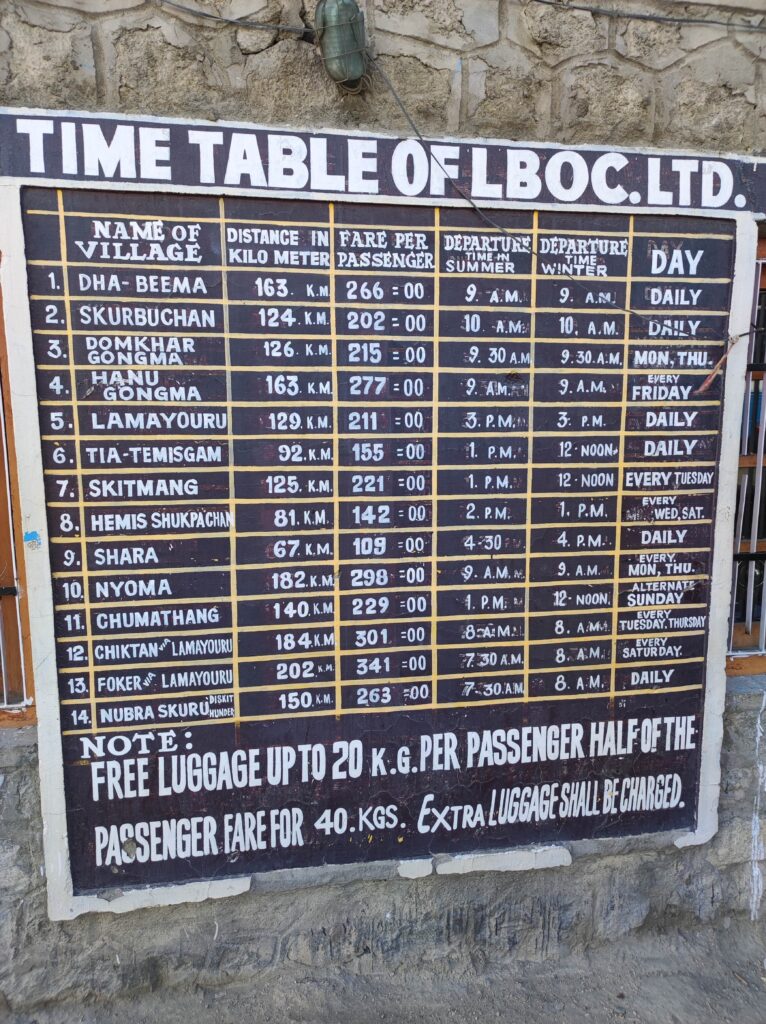 TIME TABLE OF LBOC. LTD.
NAME OF VILLAGE DISTANCE IN KILO METER FARE PER PASSENGER DEPARTURE TIME IN SUMMER DEPARTURE TIME WINTER DAY
1. DHA-BEEMA 163. K.M. 266=00 9. A.M. 9. A.M. DAILY
2. SKURBUCHAN 124. K.M. 202=00 10. A.M. 10. A.M. DAILY
3. DOMKHAR GONGMA 126. K.M. 215=00 9.30 A.M. 9.30.A.M. MON, THU.
4. HANU GONGMA 163. K.M. 277=00 9. A.M. 9. A.M. EVERY FRIDAY
5. LAMAYOURU 129. K.M. 211=00 3. P.M. 3. P.M. DAILY
6. TIA-TEMISGAM 92. K.M. 155=00 1. P.M. 12-NOON DAILY
7. SKITMANG 125. K.M. 221=00 1. P.M. 12-NOON EVERY TUESDAY
8. HEMIS SHUKPACHAN 81. K.M. 142=00 2. P.M. 1. P.M. EVERY WED, SAT.
9. SHARA 67. K.M. 109=00 4-30 4. P.M. DAILY
10. NYOMA 182. K.M. 298=00 9. A.M. 9. A.M. EVERY. MON, THU.
11. CHUMATHANG 140. K.M. 229=00 1. P.M. 12-NOON. ALTERNATE SUNDAY
12. CHIKTAN VIA LAMAYOURU 184 K.M. 301=00 8-A.M. 8. A.M. EVERY TUESDAY, THURSDAY
13. FOKER VIA LAMAYOURU 202 K.M. 341=00 7 30 A.M. 8. A.M. EVERY SATURDAY.
14. NUBRA SKURU DISKIT HUNDER 150. K.M. 263=00 7-30 A.M. 8. A.M. DAILY
NOTE:
FREE LUGGAGE UPTO 20 K.G. PER PASSENGER HALF OF THE
PASSENGER FARE FOR 40.KGS. EXTRA LUGGAGE SHALL BE CHARGED.